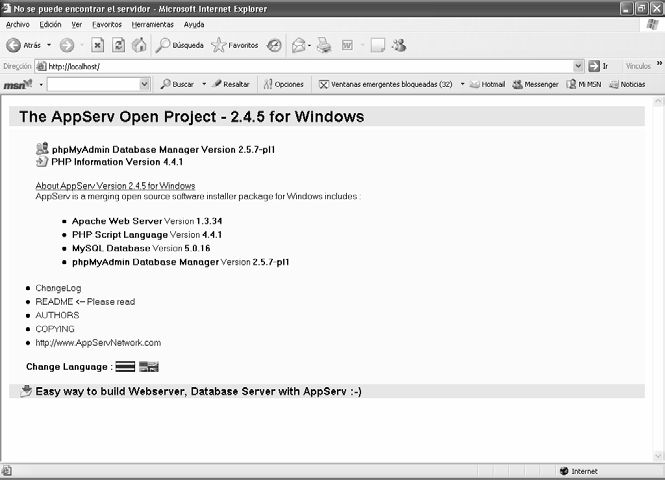 No se puede encontrar el servidor - Microsoft Internet Explorer
Archivo Edición Ver Favoritos Herramientas Ayuda
Atrás Búsqueda Favoritos
Dirección http://localhost/ Ir Vínculos »
msn Buscar Resaltar Opciones Ventanas emergentes bloqueadas (32) Hotmail Messenger Mi MSN Noticias
The AppServ Open Project - 2.4.5 for Windows
phpMyAdmin Database Manager Version 2.5.7-pl1
PHP Information Version 4.4.1
About AppServ Version 2.4.5 for Windows
AppServ is a merging open source software installer package for Windows includes :
Apache Web Server Version 1.3.34
PHP Script Language Version 4.4.1
MySQL Database Version 5.0.16
phpMyAdmin Database Manager Version 2.5.7-pl1
ChangeLog
README <-- Please read
AUTHORS
COPYING
http://www.AppServNetwork.com
Change Language :
Easy way to build Webserver, Database Server with AppServ :-)
Internet